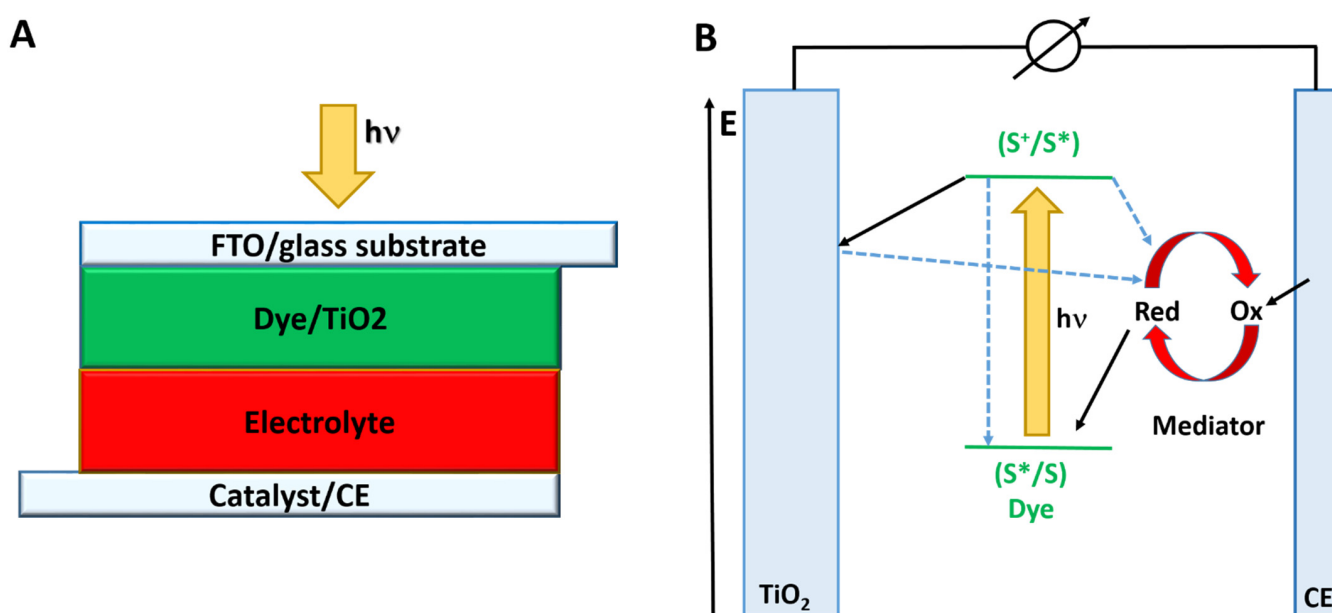 A
hν
FTO/glass substrate
Dye/TiO2
Electrolyte
Catalyst/CE
B
E
(S⁺/S*)
hν
Red
Ox
Mediator
(S*/S)
Dye
TiO₂
CE